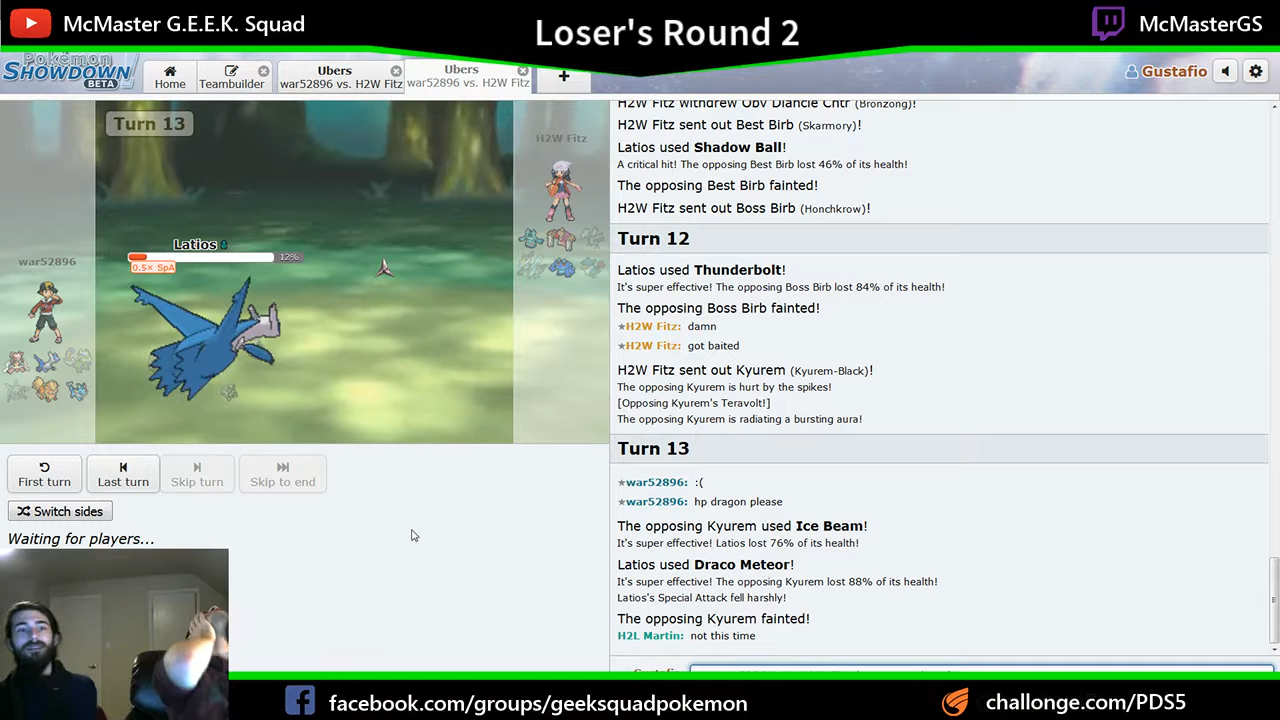 McMaster G.E.E.K. Squad
Loser's Round 2
McMasterGS
Pokémon
SHOWDOWN
BETA
Home
Teambuilder
Ubers
war52896 vs. H2W Fitz
Ubers
war52896 vs. H2W Fitz
Gustafio
Turn 13
H2W Fitz
war52896
Latios
12%
0.5× SpA
First turn
Last turn
Skip turn
Skip to end
Switch sides
Waiting for players...
H2W Fitz withdrew Obv Diancie Cntr (Bronzong)!
H2W Fitz sent out Best Birb (Skarmory)!
Latios used Shadow Ball!
A critical hit! The opposing Best Birb lost 46% of its health!
The opposing Best Birb fainted!
H2W Fitz sent out Boss Birb (Honchkrow)!
Turn 12
Latios used Thunderbolt!
It's super effective! The opposing Boss Birb lost 84% of its health!
The opposing Boss Birb fainted!
★H2W Fitz: damn
★H2W Fitz: got baited
H2W Fitz sent out Kyurem (Kyurem-Black)!
The opposing Kyurem is hurt by the spikes!
[Opposing Kyurem's Teravolt!]
The opposing Kyurem is radiating a bursting aura!
Turn 13
★war52896: :(
★war52896: hp dragon please
The opposing Kyurem used Ice Beam!
It's super effective! Latios lost 76% of its health!
Latios used Draco Meteor!
It's super effective! The opposing Kyurem lost 88% of its health!
Latios's Special Attack fell harshly!
The opposing Kyurem fainted!
H2L Martin: not this time
facebook.com/groups/geeksquadpokemon
challonge.com/PDS5